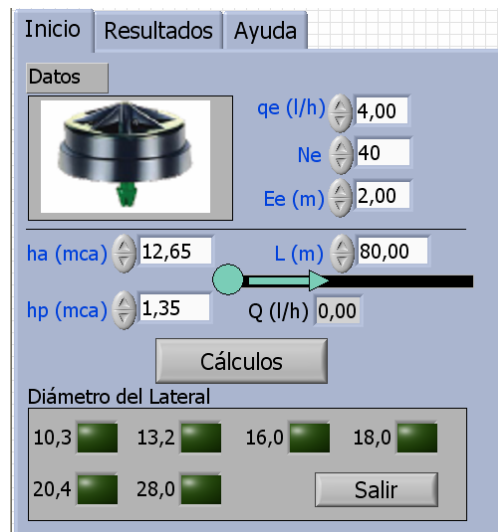 Inicio Resultados Ayuda
Datos
qe (l/h) 4,00
Ne 40
Ee (m) 2,00
ha (mca) 12,65 L (m) 80,00
hp (mca) 1,35 Q (l/h) 0,00
Cálculos
Diámetro del Lateral
10,3 13,2 16,0 18,0
20,4 28,0 Salir